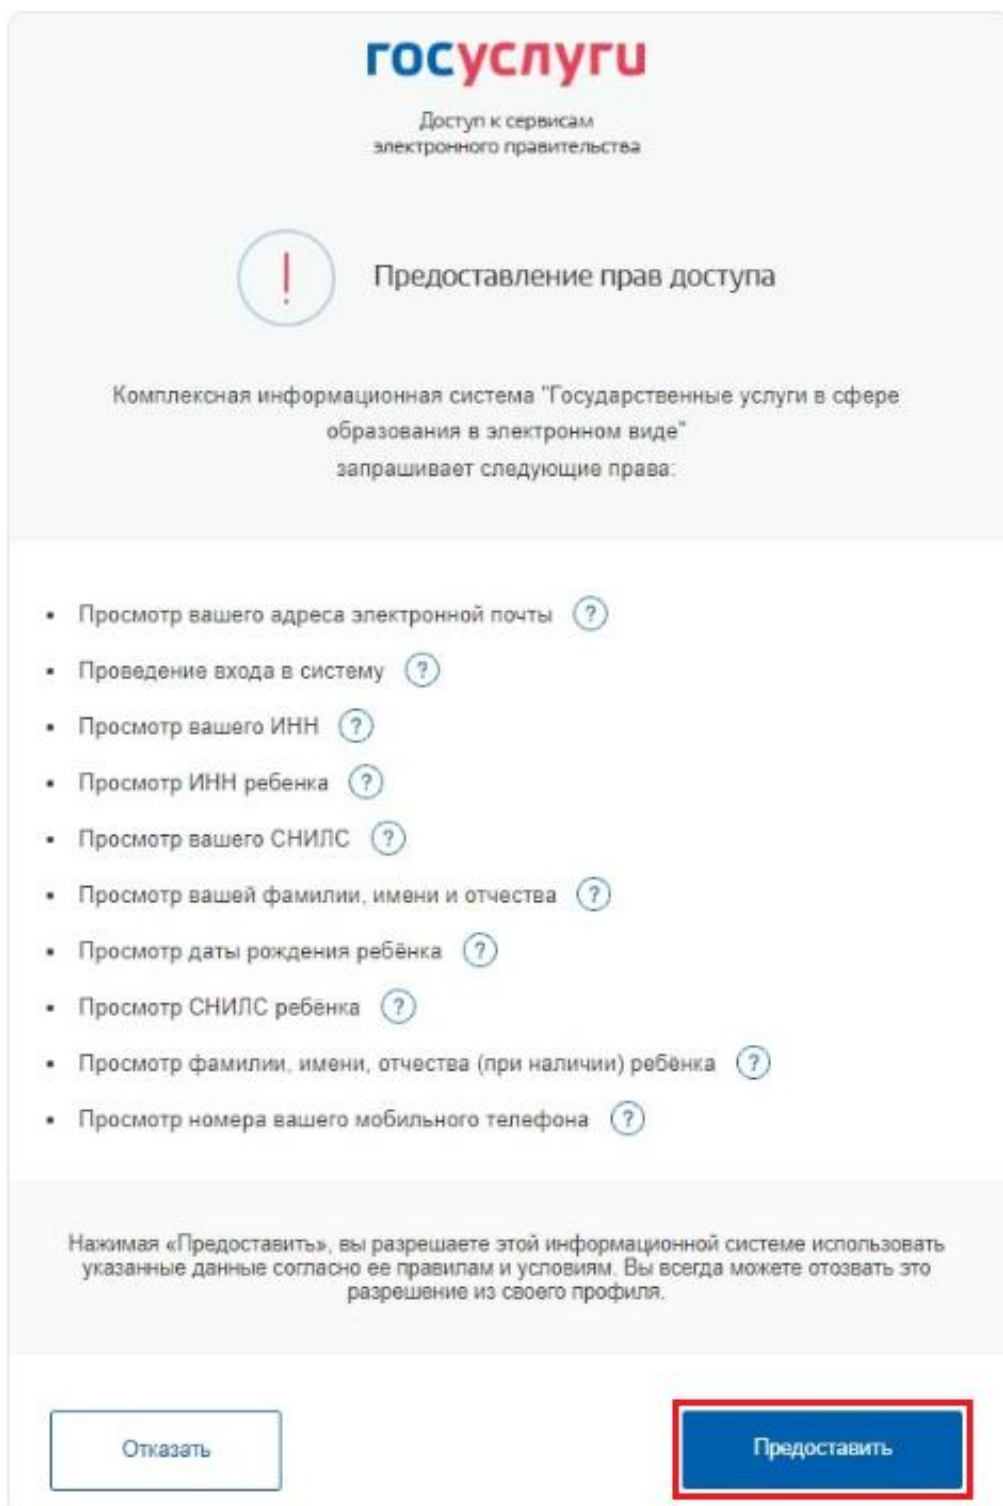 госуслуги
Доступ к сервисам
электронного правительства
!
Предоставление прав доступа
Комплексная информационная система "Государственные услуги в сфере
образования в электронном виде"
запрашивает следующие права:
• Просмотр вашего адреса электронной почты ?
• Проведение входа в систему ?
• Просмотр вашего ИНН ?
• Просмотр ИНН ребенка ?
• Просмотр вашего СНИЛС ?
• Просмотр вашей фамилии, имени и отчества ?
• Просмотр даты рождения ребёнка ?
• Просмотр СНИЛС ребёнка ?
• Просмотр фамилии, имени, отчества (при наличии) ребёнка ?
• Просмотр номера вашего мобильного телефона ?
Нажимая «Предоставить», вы разрешаете этой информационной системе использовать
указанные данные согласно ее правилам и условиям. Вы всегда можете отозвать это
разрешение из своего профиля.
Отказать
Предоставить